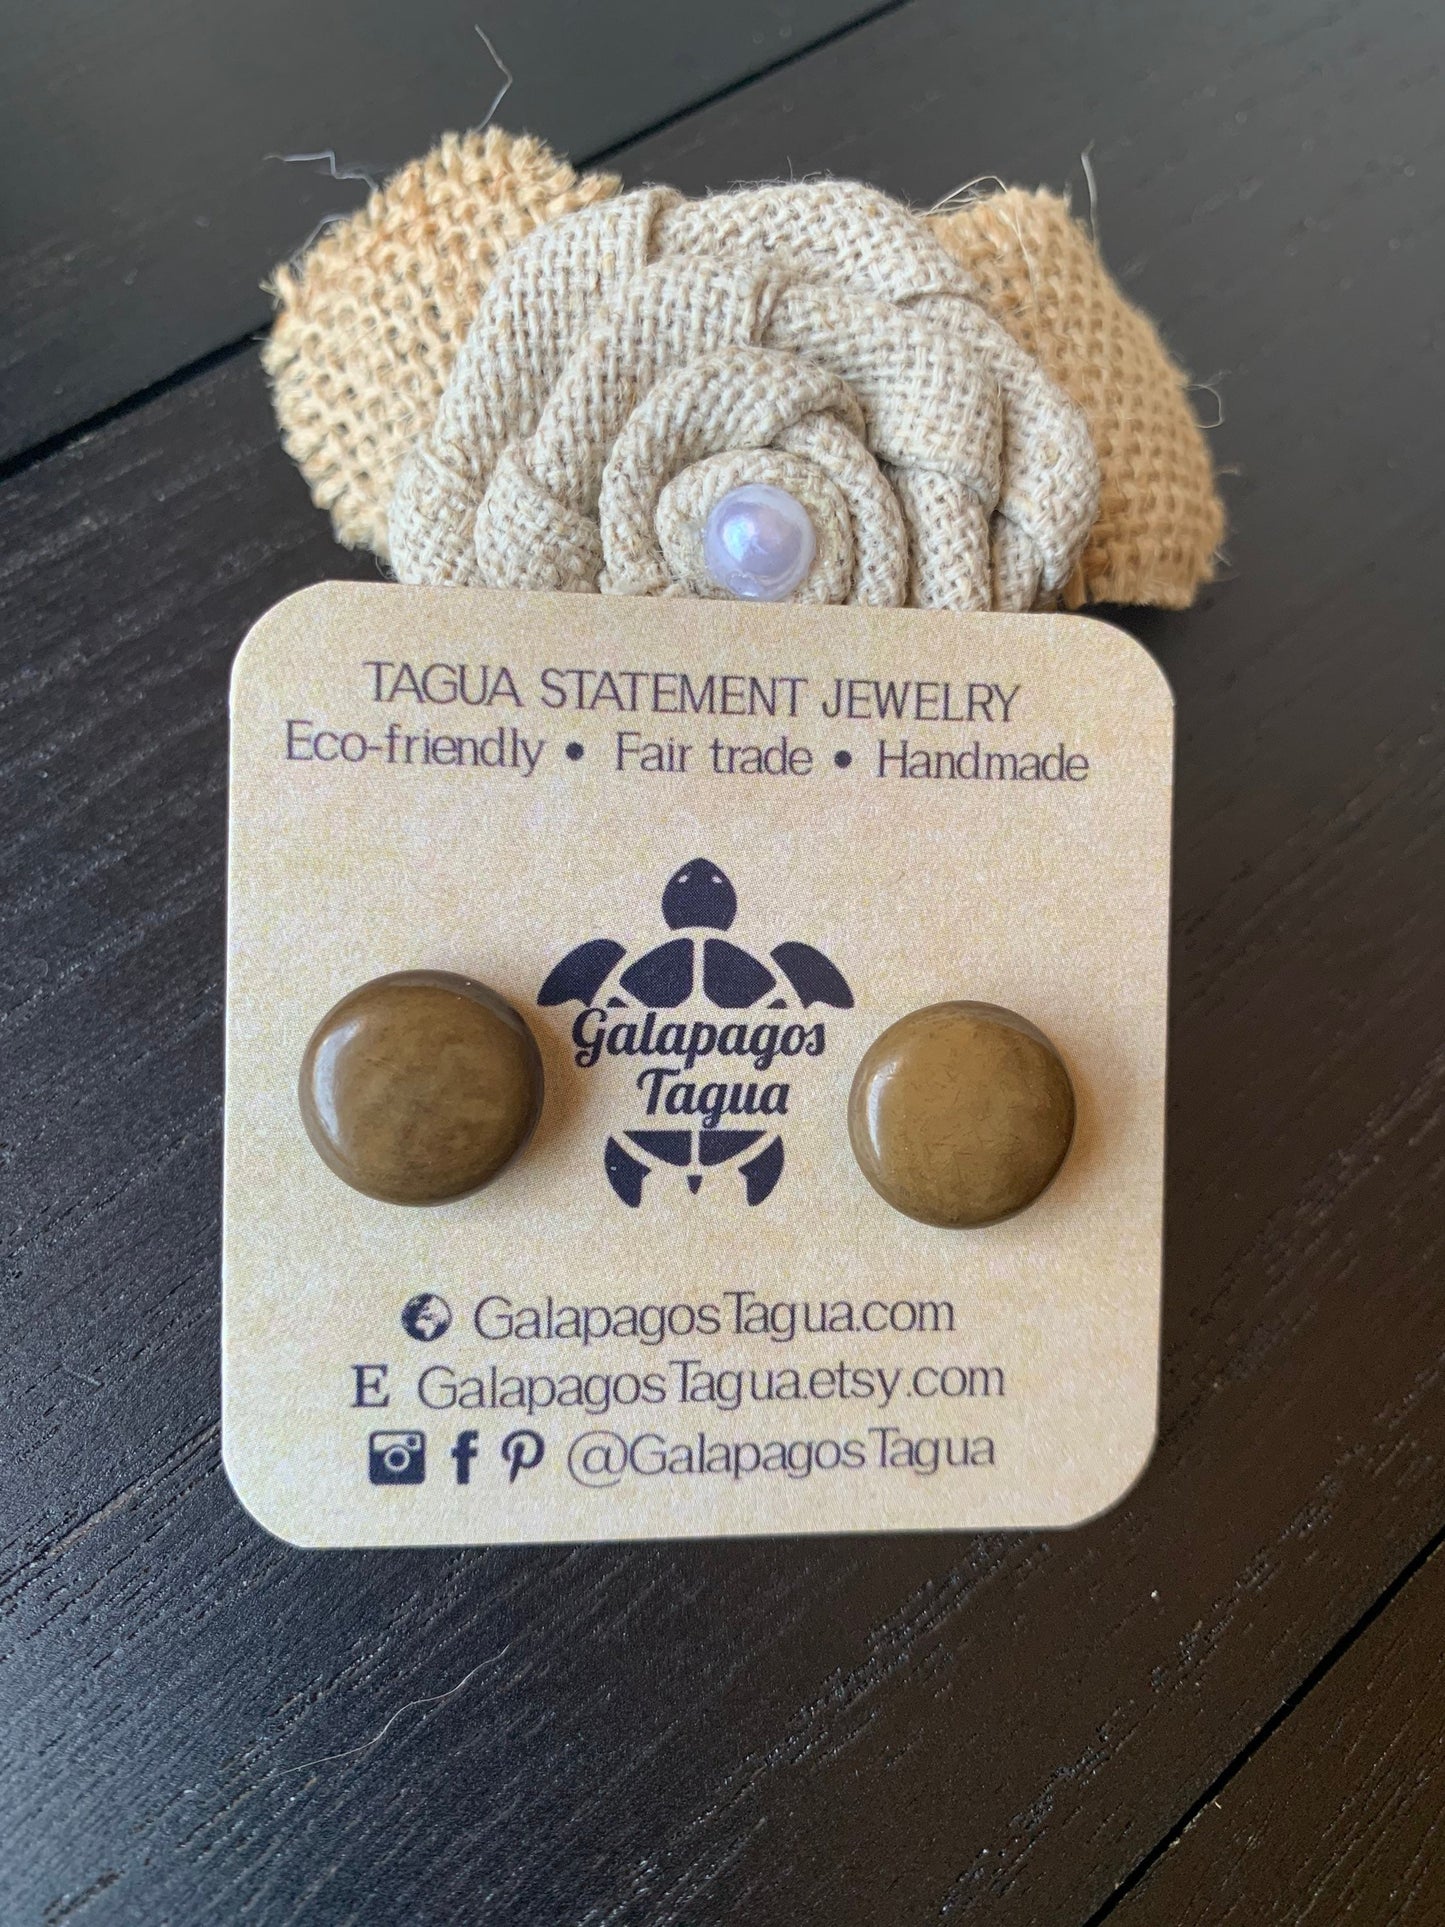 TAGUA STATEMENT JEWELRY
Eco-friendly • Fair trade • Handmade
Galapagos
Tagua
GalapagosTagua.com
E GalapagosTagua.etsy.com
@GalapagosTagua